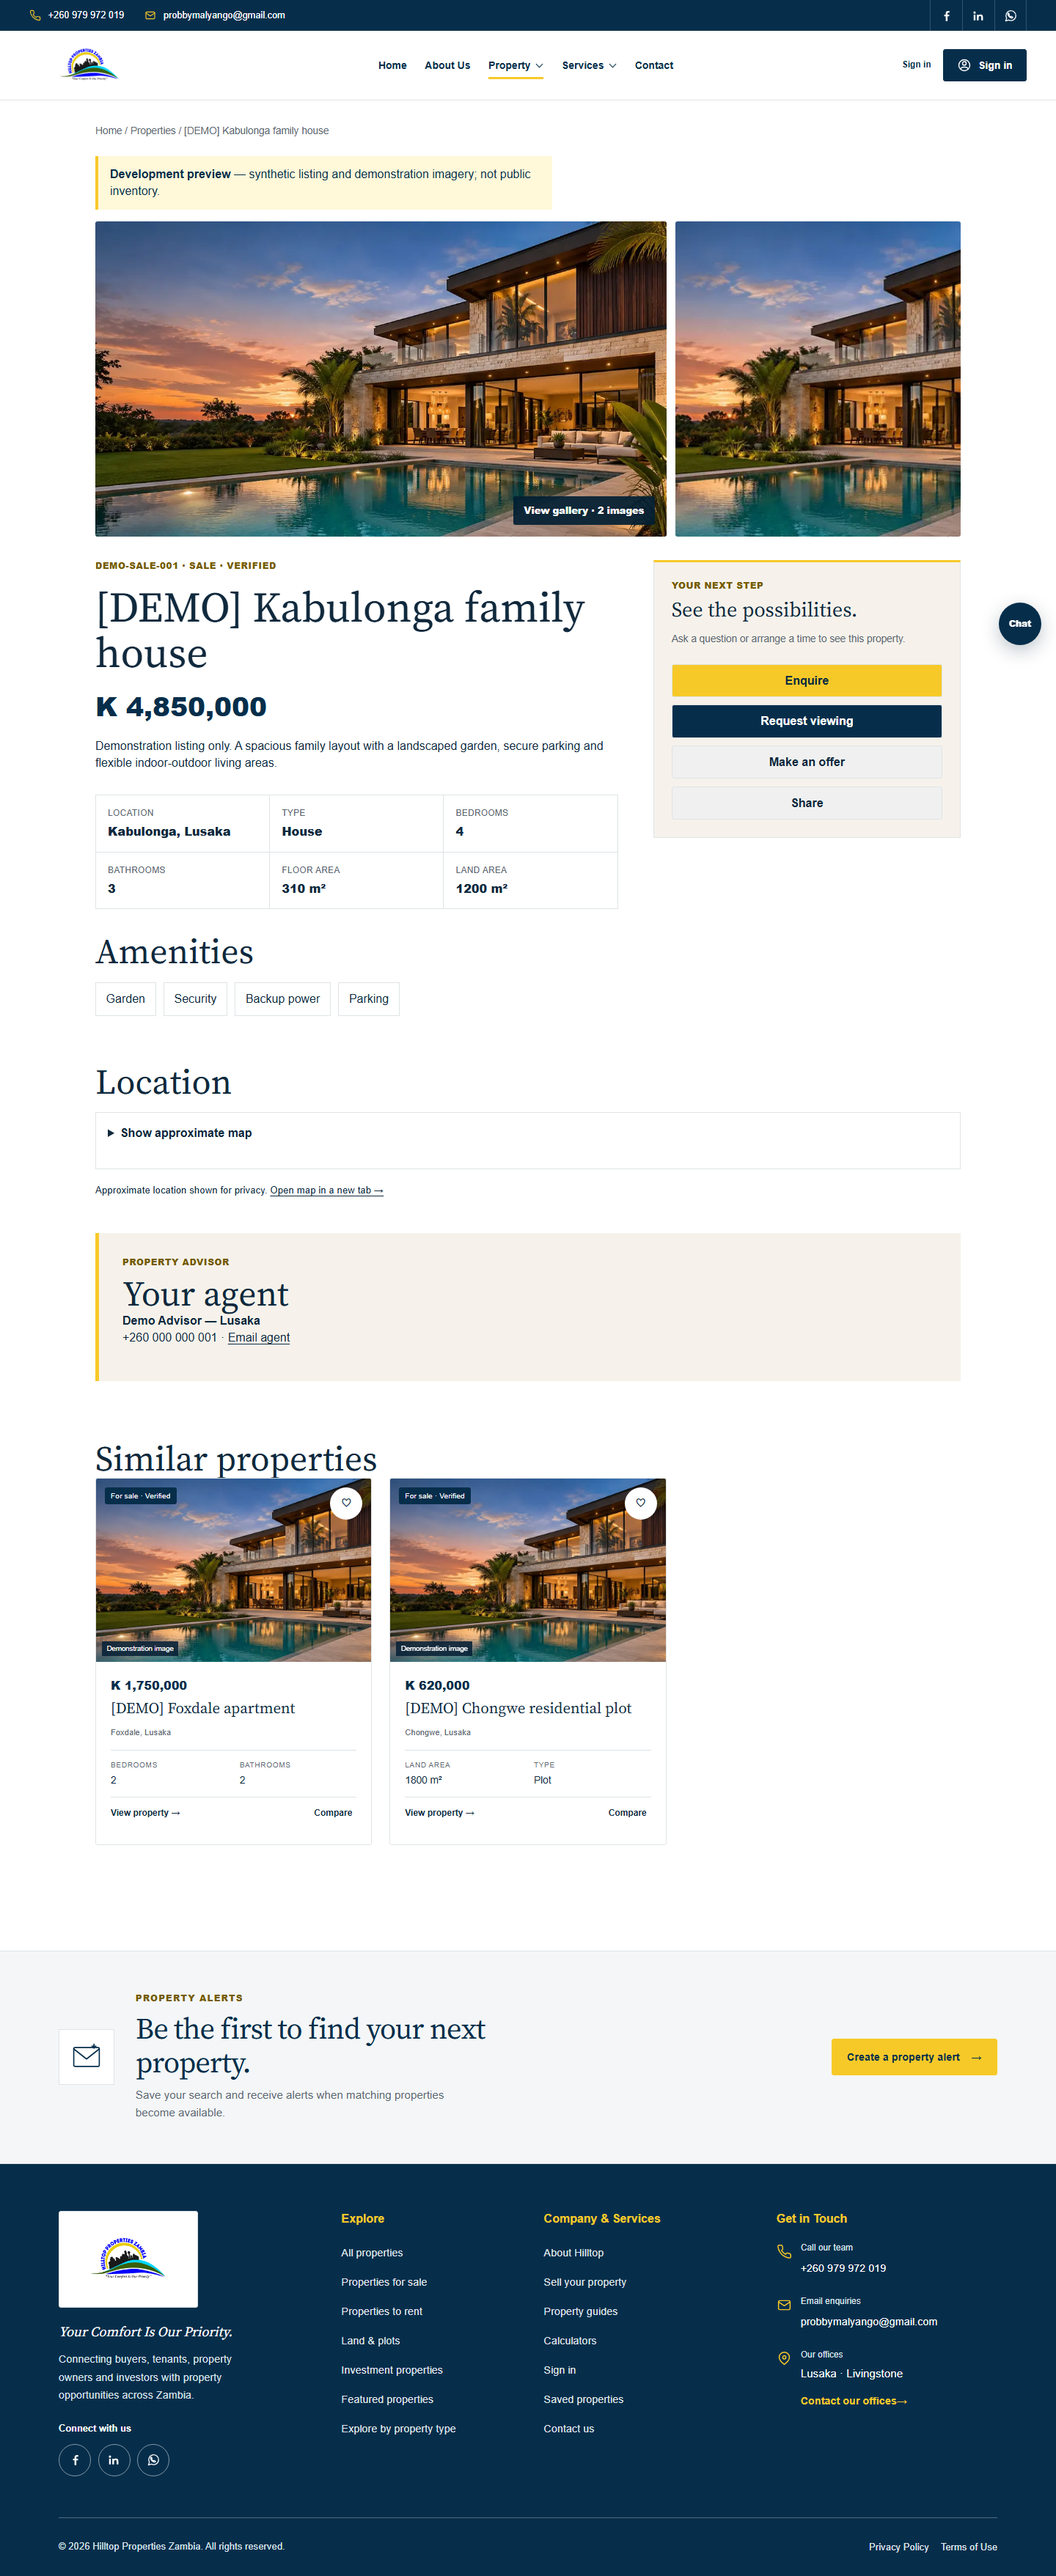 +260 979 972 019
probbymalyango@gmail.com
HILLTOP PROPERTIES ZAMBIA
Home
About Us
Property
Services
Contact
Sign in
Sign in
Home / Properties / [DEMO] Kabulonga family house
Development preview — synthetic listing and demonstration imagery; not public
inventory.
View gallery • 2 images
DEMO-SALE-001 • SALE • VERIFIED
[DEMO] Kabulonga family
house
K 4,850,000
Demonstration listing only. A spacious family layout with a landscaped garden, secure parking and
flexible indoor-outdoor living areas.
LOCATION
Kabulonga, Lusaka
TYPE
House
BEDROOMS
4
BATHROOMS
3
FLOOR AREA
310 m²
LAND AREA
1200 m²
YOUR NEXT STEP
See the possibilities.
Ask a question or arrange a time to see this property.
Enquire
Request viewing
Make an offer
Share
Chat
Amenities
Garden
Security
Backup power
Parking
Location
Show approximate map
Approximate location shown for privacy. Open map in a new tab →
PROPERTY ADVISOR
Your agent
Demo Advisor — Lusaka
+260 000 000 001 · Email agent
Similar properties
For sale · Verified
Demonstration image
K 1,750,000
[DEMO] Foxdale apartment
Foxdale, Lusaka
BEDROOMS
2
BATHROOMS
2
View property →
Compare
For sale · Verified
Demonstration image
K 620,000
[DEMO] Chongwe residential plot
Chongwe, Lusaka
LAND AREA
1800 m²
TYPE
Plot
View property →
Compare
PROPERTY ALERTS
Be the first to find your next
property.
Save your search and receive alerts when matching properties
become available.
Create a property alert →
HILLTOP PROPERTIES ZAMBIA
"Your Comfort is Our Priority"
Your Comfort Is Our Priority.
Connecting buyers, tenants, property
owners and investors with property
opportunities across Zambia.
Connect with us
Explore
All properties
Properties for sale
Properties to rent
Land & plots
Investment properties
Featured properties
Explore by property type
Company & Services
About Hilltop
Sell your property
Property guides
Calculators
Sign in
Saved properties
Contact us
Get in Touch
Call our team
+260 979 972 019
Email enquiries
probbymalyango@gmail.com
Our offices
Lusaka · Livingstone
Contact our offices→
© 2026 Hilltop Properties Zambia. All rights reserved.
Privacy Policy
Terms of Use